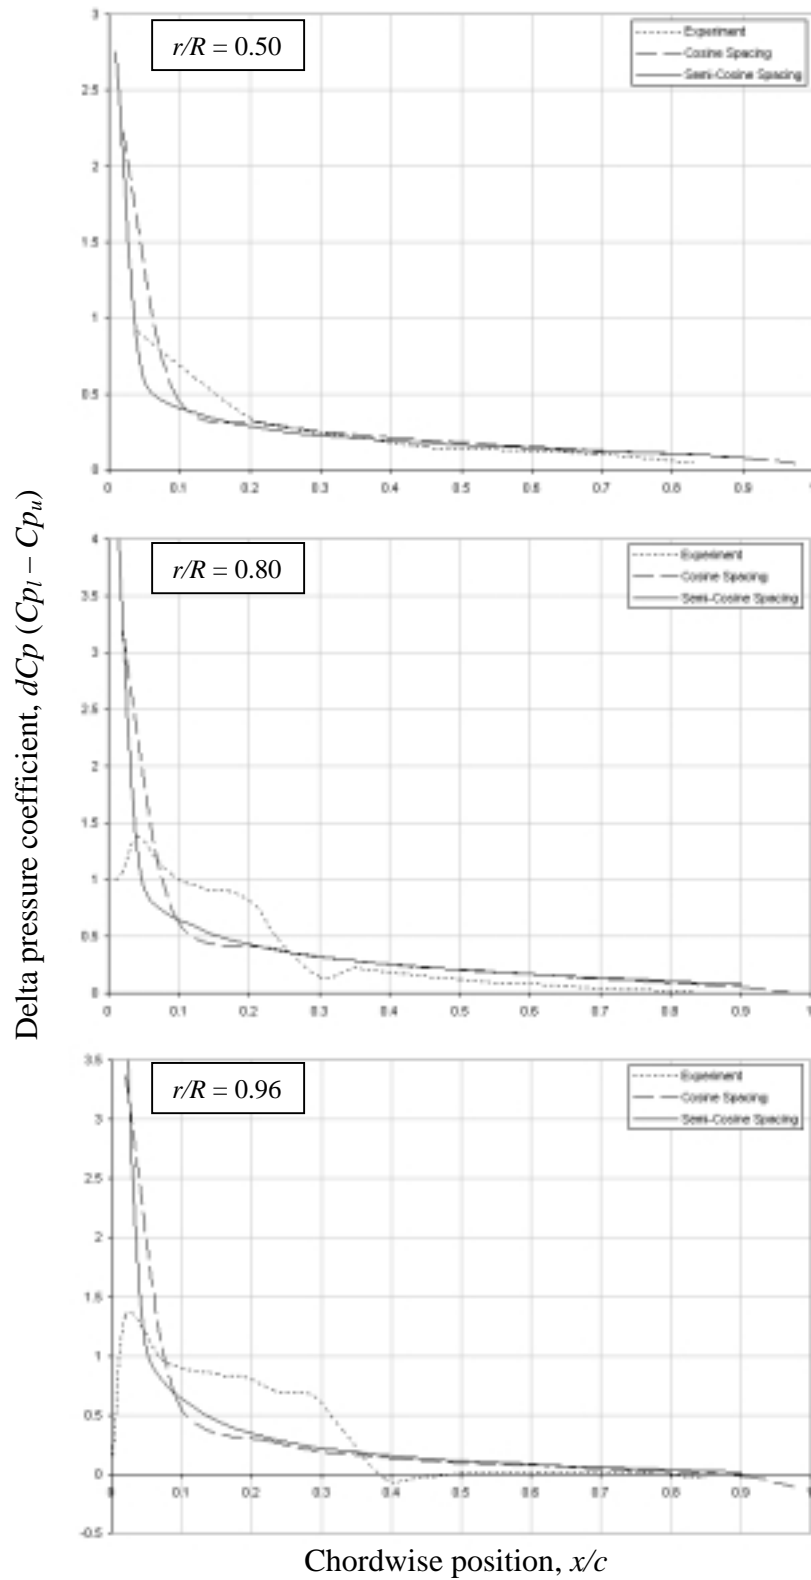 r/R = 0.50
Experiment
Cosine Spacing
Semi-Cosine Spacing
3
2.5
2
1.5
1
0.5
0
0 0.1 0.2 0.3 0.4 0.5 0.6 0.7 0.8 0.9 1
r/R = 0.80
Experiment
Cosine Spacing
Semi-Cosine Spacing
4
3.5
3
2.5
2
1.5
1
0.5
0
0 0.1 0.2 0.3 0.4 0.5 0.6 0.7 0.8 0.9 1
Delta pressure coefficient, dCp (Cpl – Cpu)
r/R = 0.96
Experiment
Cosine Spacing
Semi-Cosine Spacing
3.5
3
2.5
2
1.5
1
0.5
0
-0.5
0 0.1 0.2 0.3 0.4 0.5 0.6 0.7 0.8 0.9 1
Chordwise position, x/c